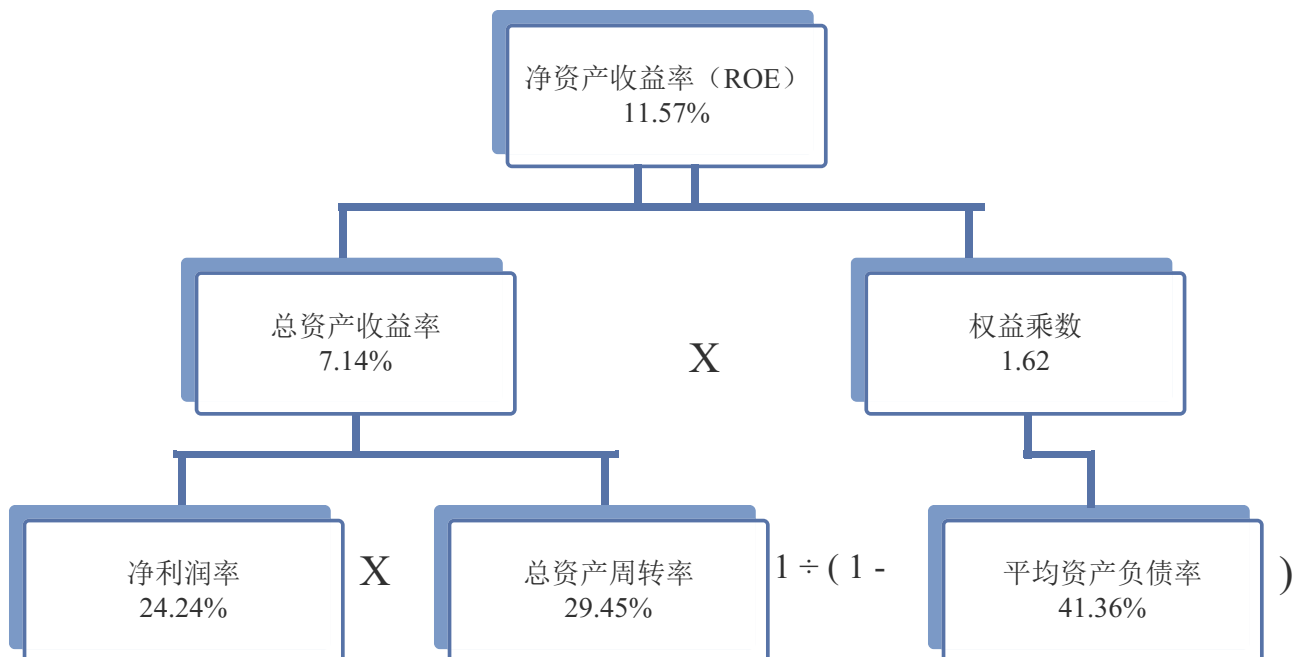 净资产收益率（ROE）
11.57%
总资产收益率
7.14%
X
权益乘数
1.62
净利润率
24.24%
X
总资产周转率
29.45%
1 ÷ ( 1 -
平均资产负债率
41.36%
)